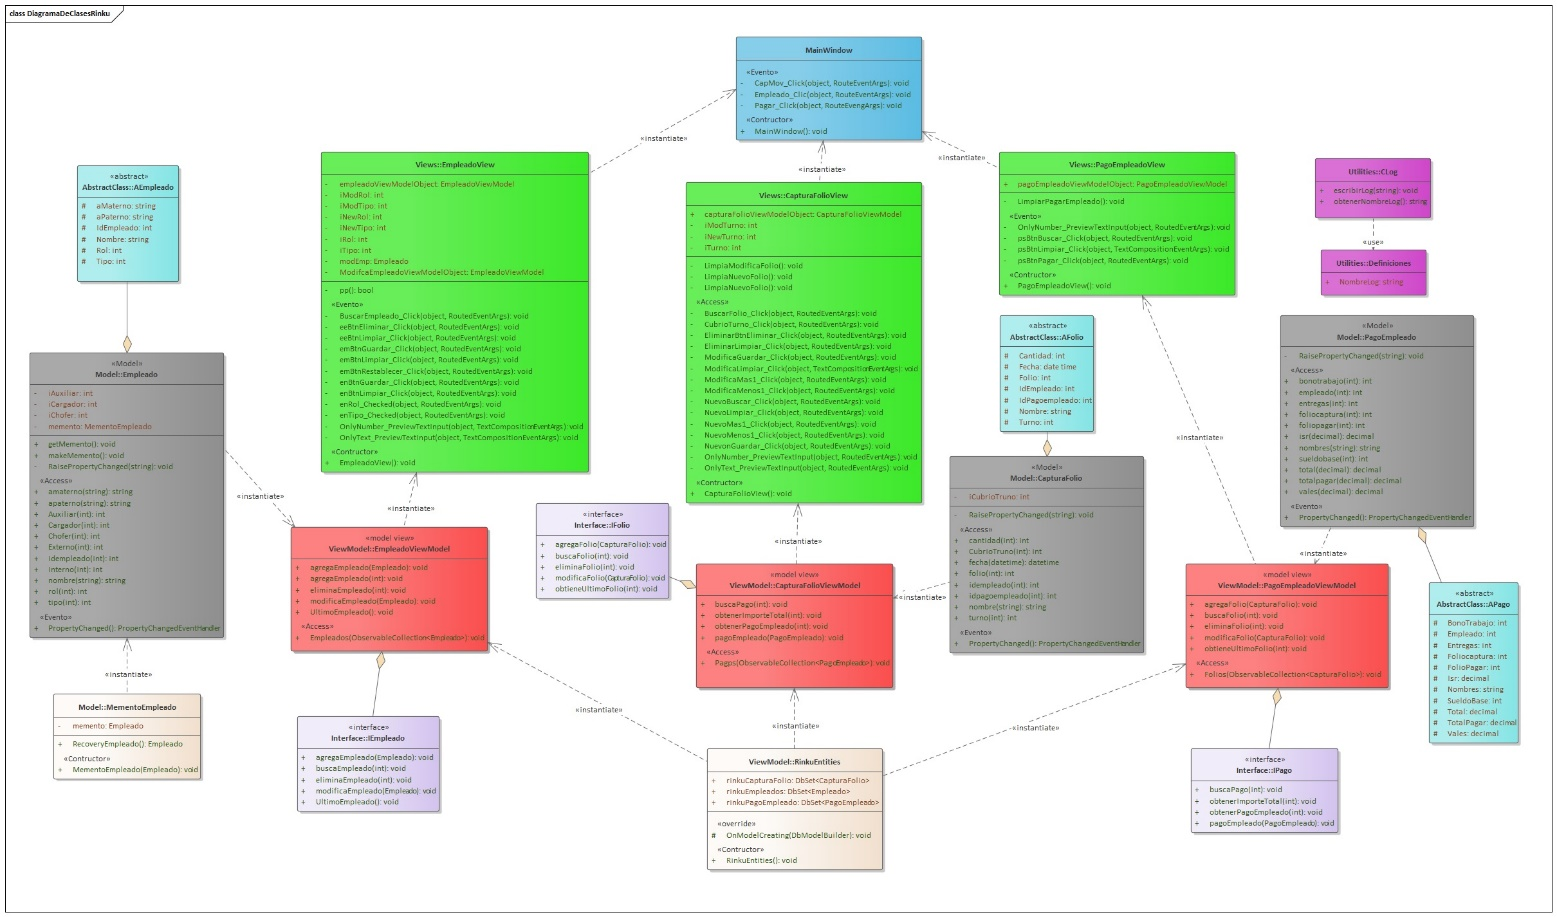 class DiagramaDeClasesRinku
MainWindow
«Evento»
- CapMov_Click(object, RouteEventArgs): void
- Empleado_Clic(object, RouteEventArgs): void
- Pagar_Click(object, RouteEvengArgs): void
«Contructor»
+ MainWindow(): void
«instantiate»
«instantiate»
«instantiate»
«abstract»
AbstractClass::AEmpleado
# aMaterno: string
# aPaterno: string
# IdEmpleado: int
# Nombre: string
# Rol: int
# Tipo: int
Views::EmpleadoView
- empleadoViewModelObject: EmpleadoViewModel
- iModRol: int
- iModTipo: int
- iNewRol: int
- iNewTipo: int
- iRol: int
- iTipo: int
- modEmp: Empleado
- ModifcaEmpleadoViewModelObject: EmpleadoViewModel
- pp(): bool
«Evento»
- BuscarEmpleado_Click(object, RoutedEventArgs): void
- eeBtnEliminar_Click(object, RoutedEventArgs): void
- eeBtnLimpiar_Click(object, RoutedEventArgs): void
- emBtnGuardar_Click(object, RoutedEventArgs): void
- emBtnLimpiar_Click(object, RoutedEventArgs): void
- emBtnRestablecer_Click(object, RoutedEventArgs): void
- enBtnGuardar_Click(object, RoutedEventArgs): void
- enBtnLimpiar_Click(object, RoutedEventArgs): void
- enRol_Checked(object, RoutedEventArgs): void
- enTipo_Checked(object, RoutedEventArgs): void
- OnlyNumber_PreviewTextInput(object, TextCompositionEventArgs): void
- OnlyText_PreviewTextInput(object, TextCompositionEventArgs): void
«Contructor»
+ EmpleadoView(): void
Views::CapturaFolioView
+ capturaFolioViewModelObject: CapturaFolioViewModel
- iModTurno: int
- iNewTurno: int
- iTurno: int
- LimpiaModificaFolio(): void
- LimpiaNuevoFolio(): void
- LimpiaNuevoFolio(): void
«Access»
- BuscarFolio_Click(object, RoutedEventArgs): void
- CubrioTurno_Click(object, RoutedEventArgs): void
- EliminarBtnEliminar_Click(object, RoutedEventArgs): void
- EliminarLimpiar_Click(object, RoutedEventArgs): void
- ModificaGuardar_Click(object, RoutedEventArgs): void
- ModificaLimpiar_Click(object, TextCompositionEventArgs): void
- ModificaMas1_Click(object, RoutedEventArgs): void
- ModificaMenos1_Click(object, RoutedEventArgs): void
- NuevoBuscar_Click(object, RoutedEventArgs): void
- NuevoLimpiar_Click(object, RoutedEventArgs): void
- NuevoMas1_Click(object, RoutedEventArgs): void
- NuevoMenos1_Click(object, RoutedEventArgs): void
- NuevonGuardar_Click(object, RoutedEventArgs): void
- OnlyNumber_PreviewTextInput(object, RoutedEventArgs): void
- OnlyText_PreviewTextInput(object, RoutedEventArgs): void
«Contructor»
+ CapturaFolioView(): void
Views::PagoEmpleadoView
+ pagoEmpleadoViewModelObject: PagoEmpleadoViewModel
- LimpiarPagarEmpleado(): void
«Evento»
- OnlyNumber_PreviewTextInput(object, RoutedEventArgs): void
- psBtnBuscar_Click(object, RoutedEventArgs): void
- psBtnLimpiar_Click(object, TextCompositionEventArgs): void
- psBtnPagar_Click(object, RoutedEventArgs): void
«Contructor»
+ PagoEmpleadoView(): void
Utilities::CLog
+ escribirLog(string): void
+ obtenerNombreLog(): string
«use»
Utilities::Definiciones
+ NombreLog: string
«abstract»
AbstractClass::AFolio
# Cantidad: int
# Fecha: datetime
# Folio: int
# IdEmpleado: int
# IdPagoempleado: int
# Nombre: string
# Turno: int
«Model»
Model::PagoEmpleado
- RaisePropertyChanged(string): void
«Access»
+ bonotrabajo(int): int
+ empleado(int): int
+ entregas(int): int
+ foliocaptura(int): int
+ foliopagar(int): int
+ isr(decimal): decimal
+ nombres(string): string
+ sueldobase(int): int
+ total(decimal): decimal
+ totalpagar(decimal): decimal
+ vales(decimal): decimal
«Evento»
+ PropertyChanged(): PropertyChangedEventHandler
«Model»
Model::Empleado
- iAuxiliar: int
- iCargador: int
- iChofer: int
- memento: MementoEmpleado
+ getMemento(): void
+ makeMemento(): void
- RaisePropertyChanged(string): void
«Access»
+ amaterno(string): string
+ apaterno(string): string
+ Auxiliar(int): int
+ Cargador(int): int
+ Chofer(int): int
+ Externo(int): int
+ idempleado(int): int
+ Interno(int): int
+ nombre(string): string
+ rol(int): int
+ tipo(int): int
«Evento»
+ PropertyChanged(): PropertyChangedEventHandler
«instantiate»
«instantiate»
«instantiate»
«Model»
Model::CapturaFolio
- iCubrioTruno: int
- RaisePropertyChanged(string): void
«Access»
+ cantidad(int): int
+ CubrioTruno(int): int
+ fecha(datetime): datetime
+ folio(int): int
+ idempleado(int): int
+ idpagoempleado(int): int
+ nombre(string): string
+ turno(int): int
«Evento»
+ PropertyChanged(): PropertyChangedEventHandler
«interface»
Interface::IFolio
+ agregaFolio(CapturaFolio): void
+ buscaFolio(int): void
+ eliminaFolio(int): void
+ modificaFolio(CapturaFolio): void
+ obtieneUltimoFolio(int): void
«model view»
ViewModel::EmpleadoViewModel
+ agregaEmpleado(Empleado): void
+ agregaEmpleado(int): void
+ eliminaEmpleado(int): void
+ modificaEmpleado(Empleado): void
+ UltimoEmpleado(): void
«Access»
+ Empleados(ObservableCollection<Empleado>): void
«instantiate»
«instantiate»
«model view»
ViewModel::CapturaFolioViewModel
+ buscaPago(int): void
+ obtenerImporteTotal(int): void
+ obtenerPagoEmpleado(int): void
+ pagoEmpleado(PagoEmpleado): void
«Access»
+ Pagos(ObservableCollection<PagoEmpleado>): void
«instantiate»
«instantiate»
«model view»
ViewModel::PagoEmpleadoViewModel
+ agregaFolio(CapturaFolio): void
+ buscaFolio(int): void
+ eliminaFolio(int): void
+ modificaFolio(CapturaFolio): void
+ obtieneUltimoFolio(int): void
«Access»
+ Folios(ObservableCollection<CapturaFolio>): void
«abstract»
AbstractClass::APago
# BonoTrabajo: int
# Empleado: int
# Entregas: int
# Foliocaptura: int
# FolioPagar: int
# Isr: decimal
# Nombres: string
# SueldoBase: int
# Total: decimal
# TotalPagar: decimal
# Vales: decimal
«instantiate»
Model::MementoEmpleado
- memento: Empleado
+ RecoveryEmpleado(): Empleado
«Contructor»
+ MementoEmpleado(Empleado): void
«interface»
Interface::IEmpleado
+ agregaEmpleado(Empleado): void
+ buscaEmpleado(int): void
+ eliminaEmpleado(int): void
+ modificaEmpleado(Empleado): void
+ UltimoEmpleado(): void
«instantiate»
«instantiate»
«instantiate»
ViewModel::RinkuEntities
+ rinkuCapturaFolio: DbSet<CapturaFolio>
+ rinkuEmpleados: DbSet<Empleado>
+ rinkuPagoEmpleado: DbSet<PagoEmpleado>
«override»
# OnModelCreating(DbModelBuilder): void
«Contructor»
+ RinkuEntities(): void
«interface»
Interface::IPago
+ buscaPago(int): void
+ obtenerImporteTotal(int): void
+ obtenerPagoEmpleado(int): void
+ pagoEmpleado(PagoEmpleado): void